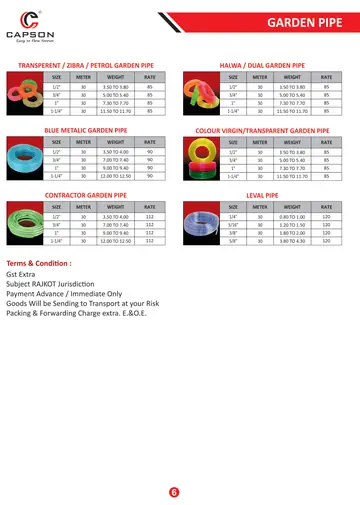 CAPSON
Easy to Flow Forever
GARDEN PIPE
TRANSPERENT / ZIBRA / PETROL GARDEN PIPE
SIZE METER WEIGHT RATE
1/2" 30 3.50 TO 3.80 85
3/4" 30 5.00 TO 5.40 85
1" 30 7.30 TO 7.70 85
1-1/4" 30 11.50 TO 11.70 85
HALWA / DUAL GARDEN PIPE
SIZE METER WEIGHT RATE
1/2" 30 3.50 TO 3.80 85
3/4" 30 5.00 TO 5.40 85
1" 30 7.30 TO 7.70 85
1-1/4" 30 11.50 TO 11.70 85
BLUE METALIC GARDEN PIPE
SIZE METER WEIGHT RATE
1/2" 30 3.50 TO 4.00 90
3/4" 30 7.00 TO 7.40 90
1" 30 9.00 TO 9.40 90
1-1/4" 30 12.00 TO 12.50 90
COLOUR VIRGIN/TRANSPARENT GARDEN PIPE
SIZE METER WEIGHT RATE
1/2" 30 3.50 TO 3.80 85
3/4" 30 5.00 TO 5.40 85
1" 30 7.30 TO 7.70 85
1-1/4" 30 11.50 TO 11.70 85
CONTRACTOR GARDEN PIPE
SIZE METER WEIGHT RATE
1/2" 30 3.50 TO 4.00 112
3/4" 30 7.00 TO 7.40 112
1" 30 9.00 TO 9.40 112
1-1/4" 30 12.00 TO 12.50 112
LEVAL PIPE
SIZE METER WEIGHT RATE
1/4" 30 0.80 TO 1.00 120
5/16" 30 1.20 TO 1.50 120
3/8" 30 1.80 TO 2.00 120
5/8" 30 3.80 TO 4.30 120
Terms & Condition :
Gst Extra
Subject RAJKOT Jurisdiction
Payment Advance / Immediate Only
Goods Will be Sending to Transport at your Risk
Packing & Forwarding Charge extra. E.&O.E.
6